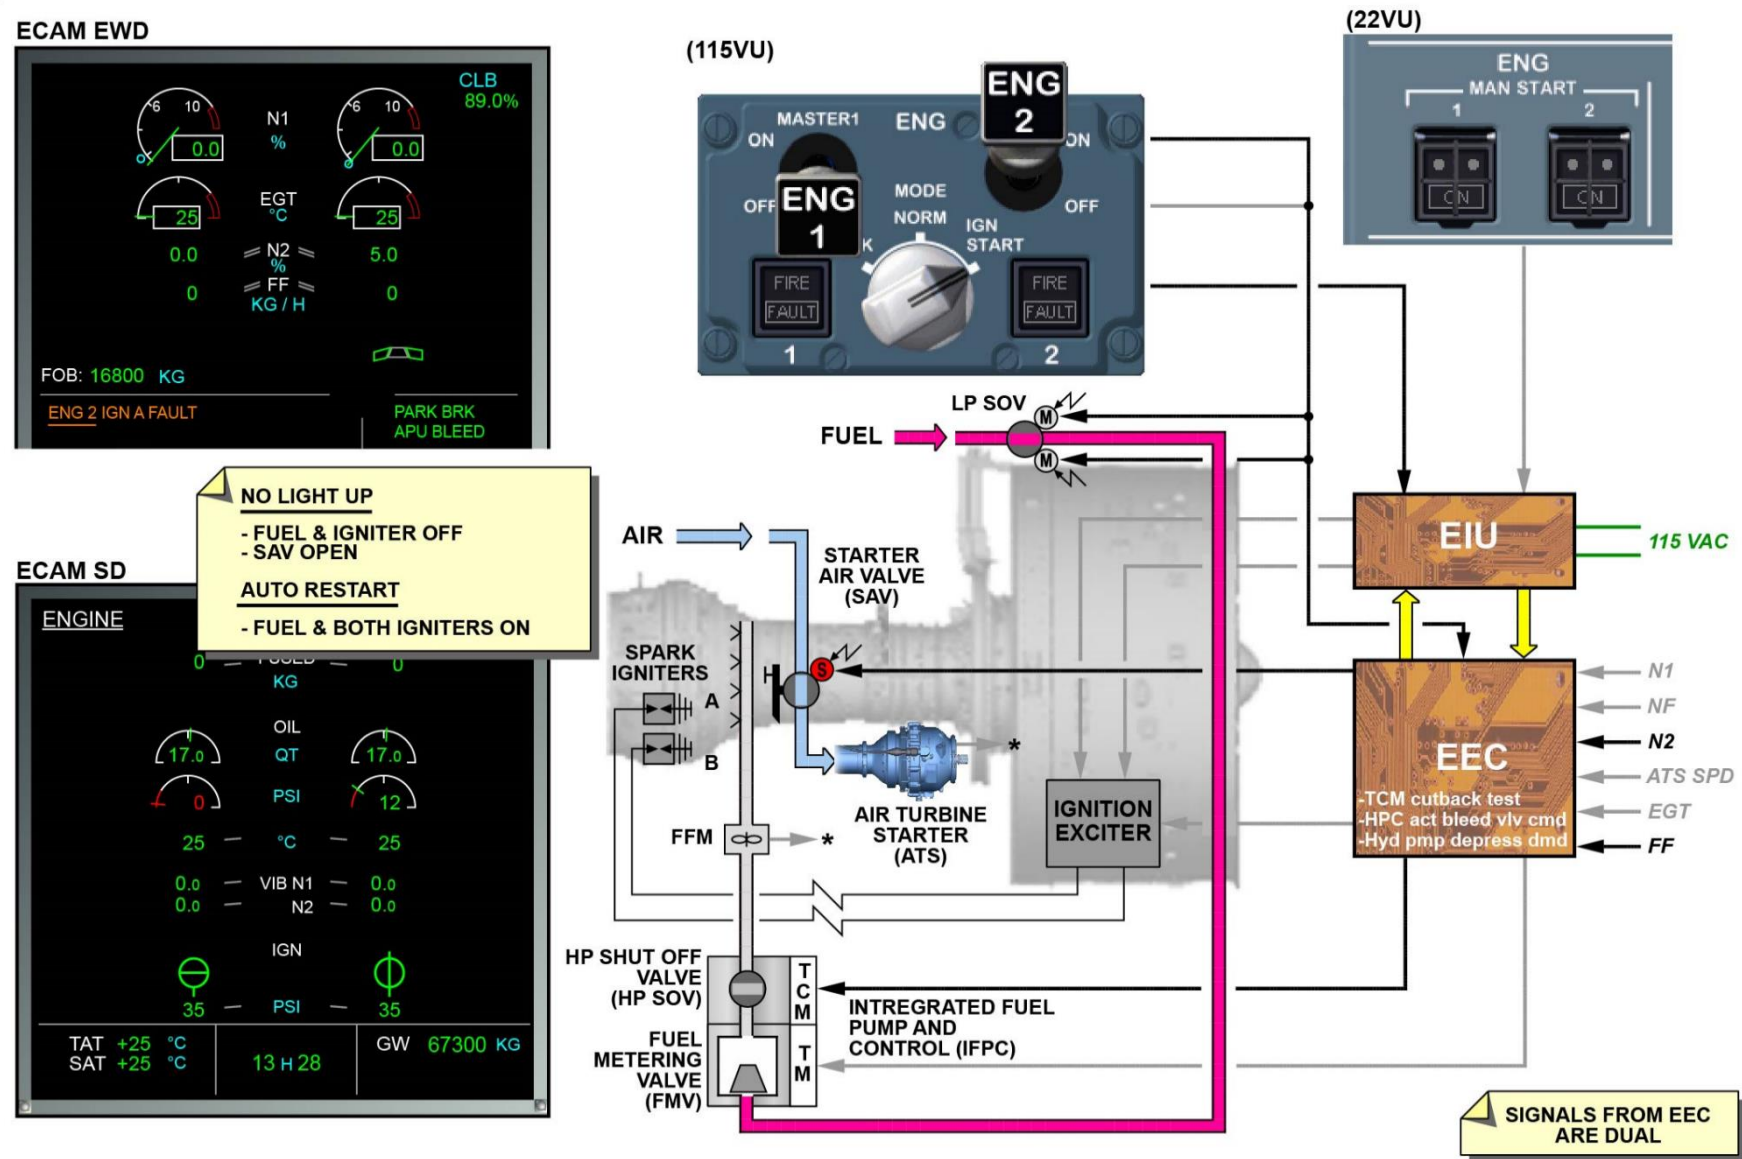 ECAM EWD
CLB
89.0%
6 10
N1
%
6 10
0.0
0.0
EGT
°C
25
25
0.0
N2
%
5.0
0
FF
KG / H
0
FOB: 16800 KG
ENG 2 IGN A FAULT
PARK BRK
APU BLEED
NO LIGHT UP
- FUEL & IGNITER OFF
- SAV OPEN
AUTO RESTART
- FUEL & BOTH IGNITERS ON
ECAM SD
ENGINE
0
0
KG
OIL
17.0
QT
17.0
0
PSI
12
25
°C
25
0.0
VIB N1
0.0
0.0
N2
0.0
IGN
35
PSI
35
TAT +25 °C
SAT +25 °C
13 H 28
GW 67300 KG
(115VU)
MASTER1
ENG
ENG
2
ON
ON
OFF
ENG
1
OFF
MODE
NORM
IGN
START
K
FIRE
FAULT
1
FIRE
FAULT
2
(22VU)
ENG
MAN START
1
2
ON
ON
LP SOV
M
M
FUEL
AIR
STARTER
AIR VALVE
(SAV)
SPARK
IGNITERS
A
B
S
*
AIR TURBINE
STARTER
(ATS)
FFM
*
IGNITION
EXCITER
EIU
115 VAC
EEC
-TCM cutback test
-HPC act bleed vlv cmd
-Hyd pmp depress dmd
N1
NF
N2
ATS SPD
EGT
FF
HP SHUT OFF
VALVE
(HP SOV)
TCM
INTREGRATED FUEL
PUMP AND
CONTROL (IFPC)
FUEL
METERING
VALVE
(FMV)
TM
SIGNALS FROM EEC
ARE DUAL